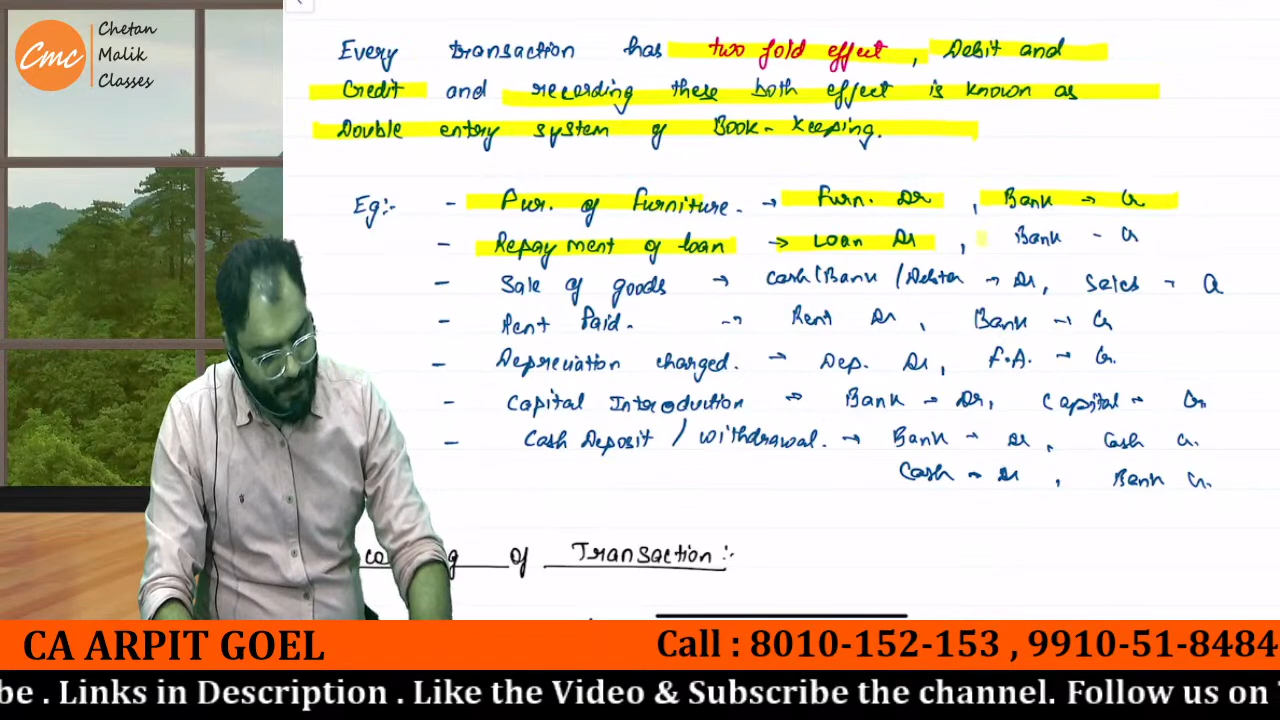 Chetan
Malik
Classes
CMC
Every transaction has two fold effect, Debit and
Credit and recording these both effect is known as
Double entry system of Book-Keeping.
Eg:- - Pur. of furniture. → Furn. Dr , Bank → Cr
- Repayment of loan → Loan Dr , Bank - Cr
- Sale of goods → Cash/Bank/Debtor → Dr, Sales - Cr
- Rent Paid. → Rent Dr , Bank → Cr
- Depreciation charged. → Dep. Dr, F.A. → Cr.
- Capital Introduction → Bank → Dr, Capital - Cr
- Cash Deposit / withdrawal. → Bank → Dr , Cash Cr.
Cash → Dr , Bank Cr.
of Transaction :-
CA ARPIT GOEL
Call : 8010-152-153 , 9910-51-8484
be . Links in Description . Like the Video & Subscribe the channel. Follow us on